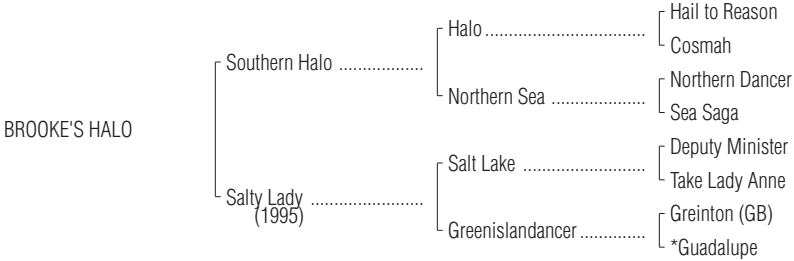 Hail to Reason
Halo
Cosmah
Southern Halo
Northern Dancer
Northern Sea
Sea Saga
BROOKE'S HALO
Deputy Minister
Salt Lake
Take Lady Anne
Salty Lady
(1995)
Greinton (GB)
Greenislandancer
*Guadalupe